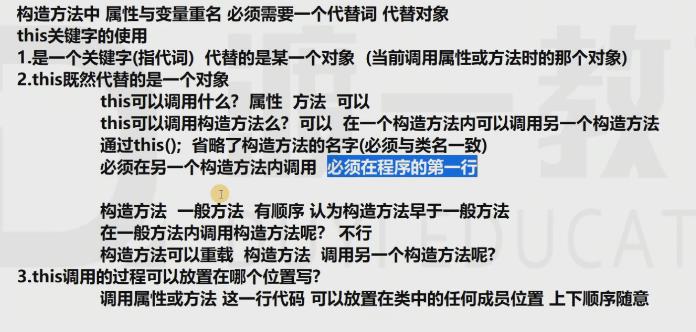 构造方法中 属性与变量重名 必须需要一个代替词 代替对象
this关键字的使用
1.是一个关键字(指代词) 代替的是某一个对象 (当前调用属性或方法时的那个对象)
2.this既然代替的是一个对象
this可以调用什么? 属性 方法 可以
this可以调用构造方法么? 可以 在一个构造方法内可以调用另一个构造方法
通过this(); 省略了构造方法的名字(必须与类名一致)
必须在另一个构造方法内调用 必须在程序的第一行
构造方法 一般方法 有顺序 认为构造方法早于一般方法
在一般方法内调用构造方法呢? 不行
构造方法可以重载 构造方法 调用另一个构造方法呢?
3.this调用的过程可以放置在哪个位置写?
调用属性或方法 这一行代码 可以放置在类中的任何成员位置 上下顺序随意